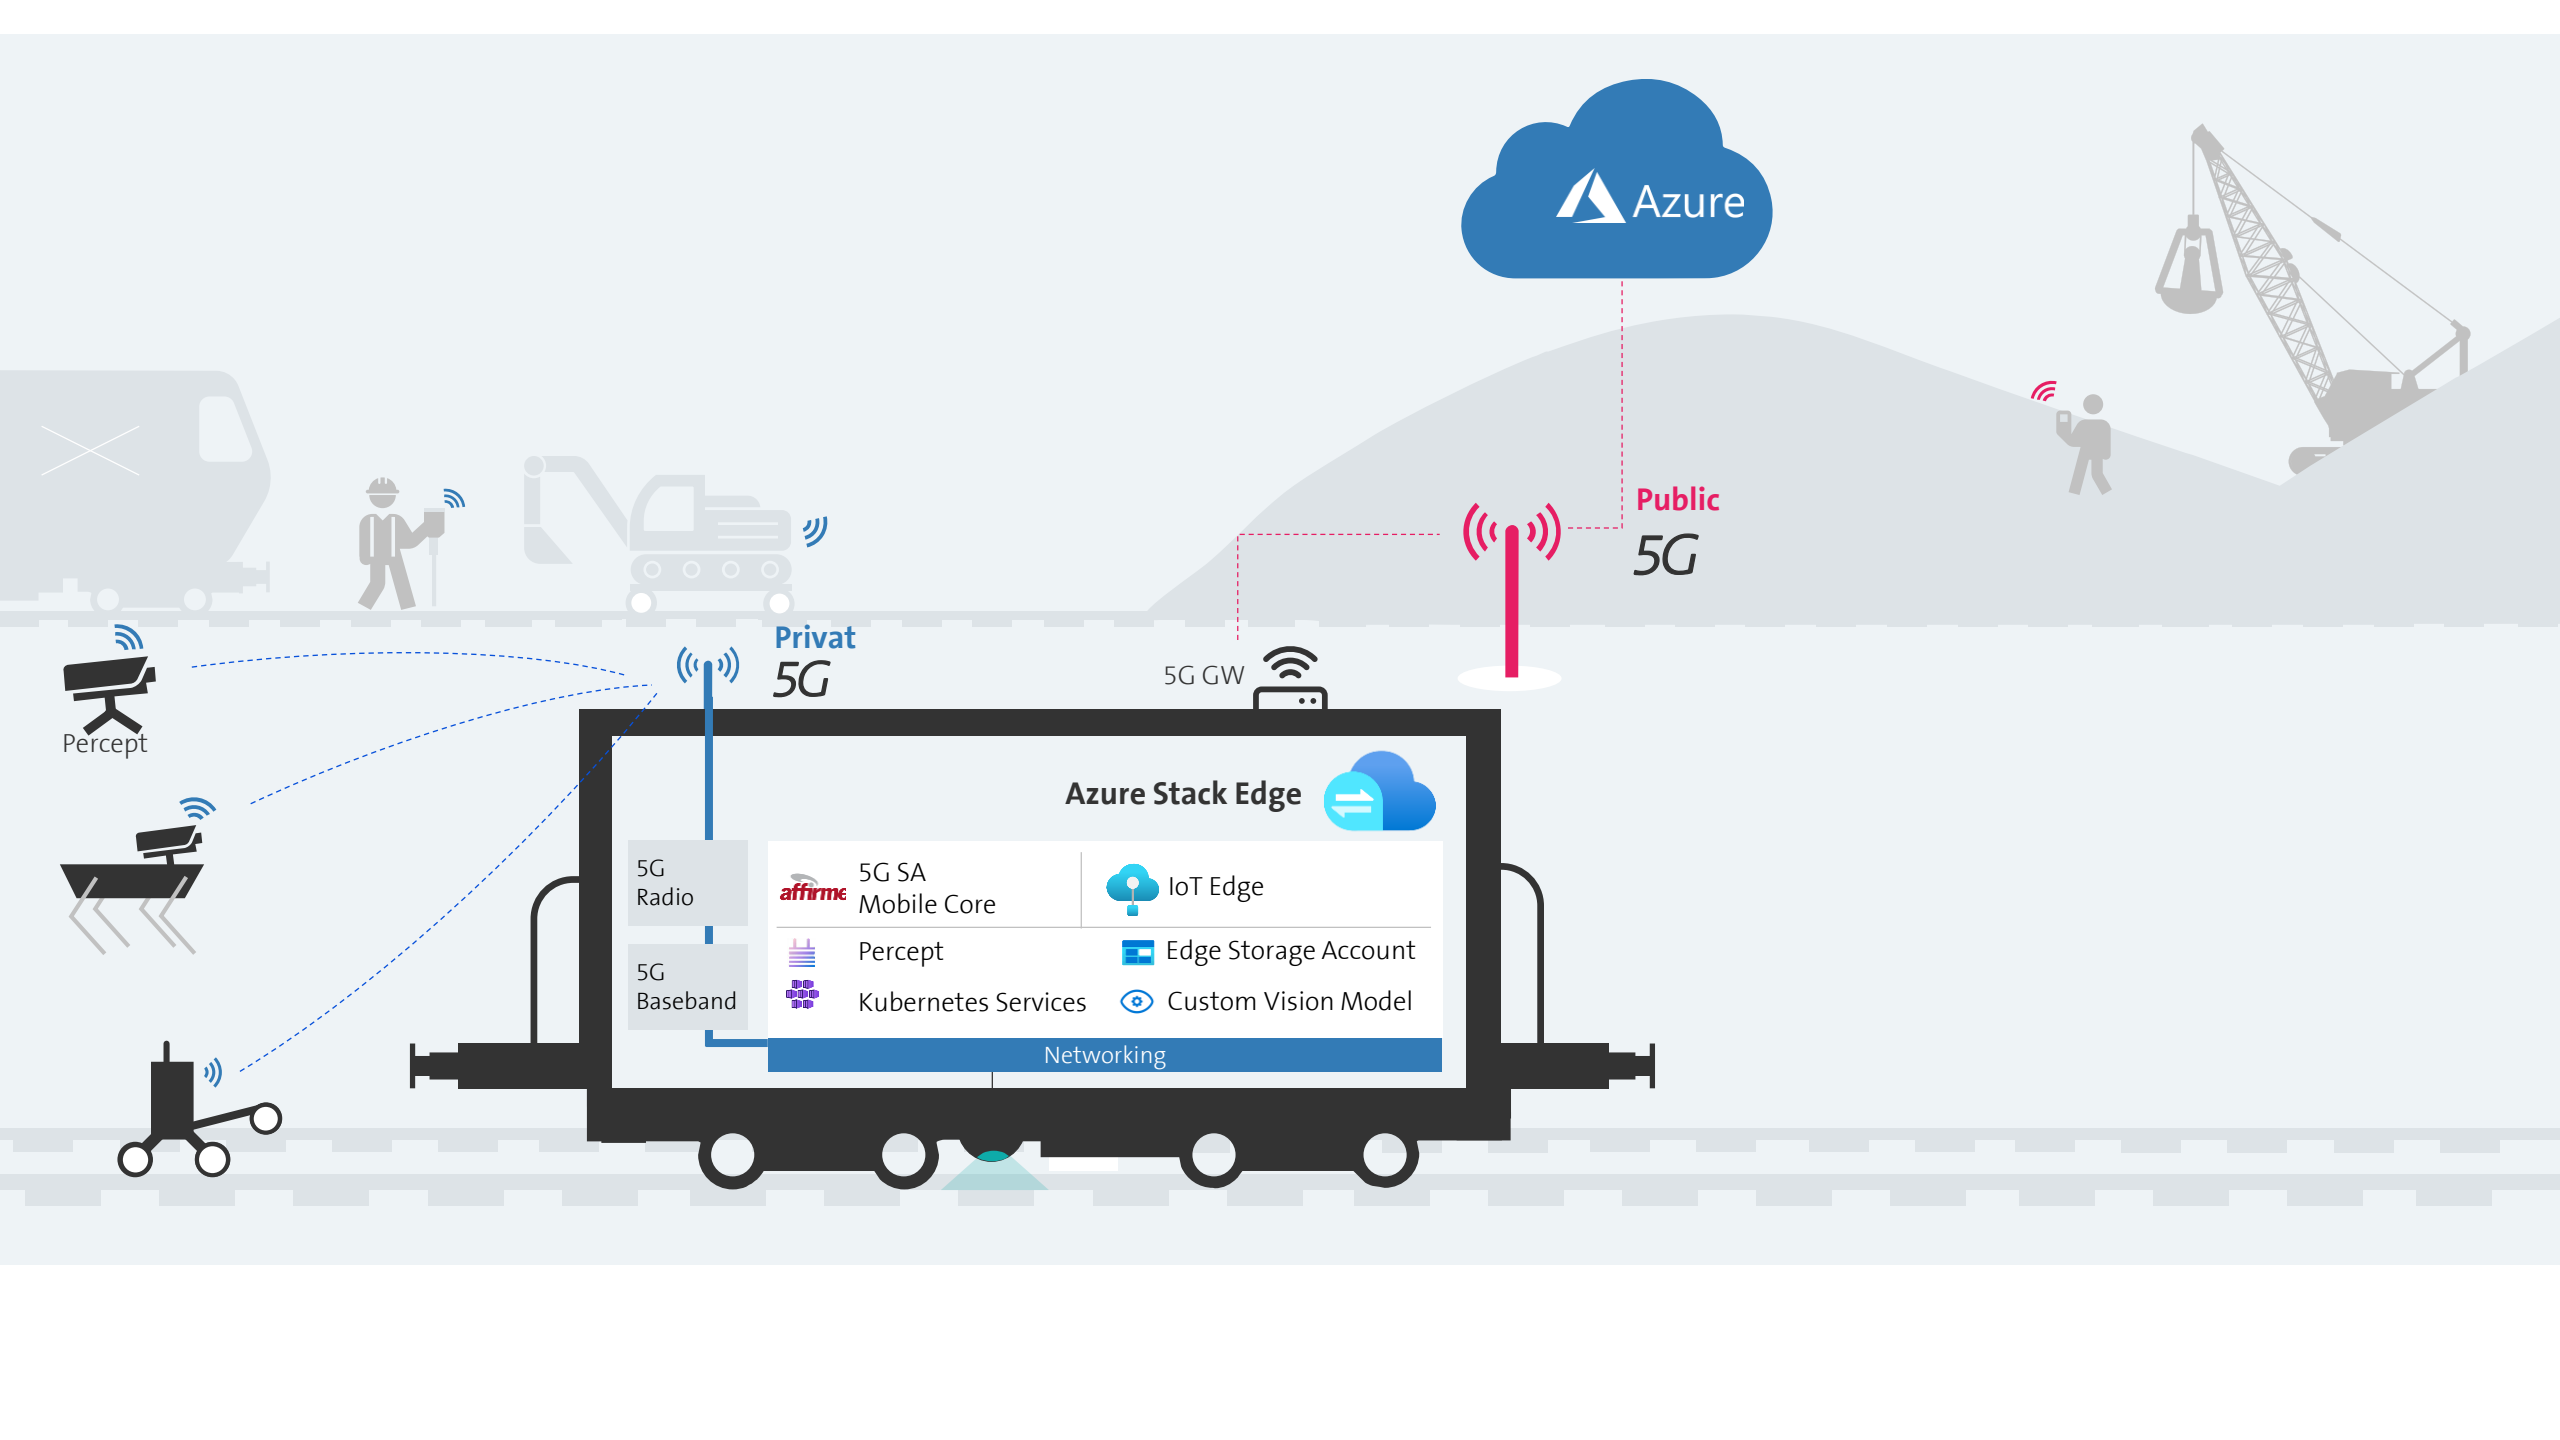 Azure
Public
5G
Privat
5G
5G GW
Percept
Azure Stack Edge
5G
Radio
5G
Baseband
affirme
5G SA
Mobile Core
IoT Edge
Percept
Edge Storage Account
Kubernetes Services
Custom Vision Model
Networking